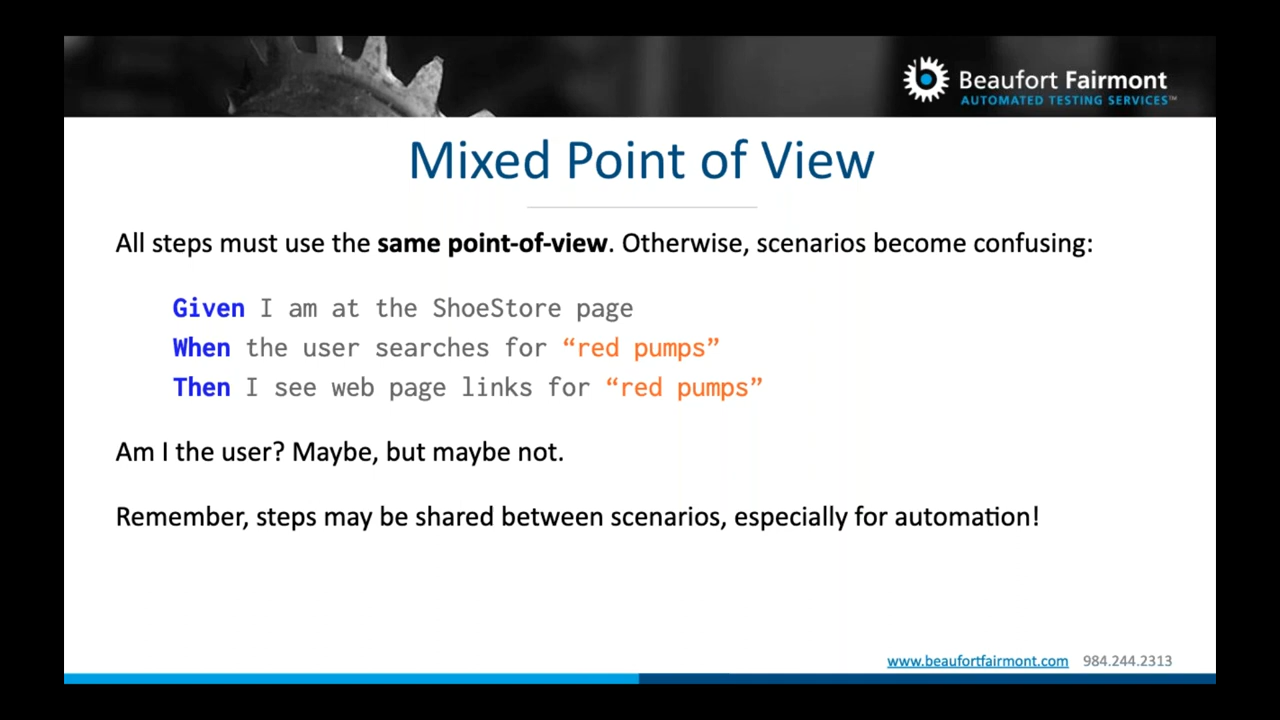 Beaufort Fairmont
AUTOMATED TESTING SERVICES™
Mixed Point of View
All steps must use the same point-of-view. Otherwise, scenarios become confusing:
Given I am at the ShoeStore page
When the user searches for “red pumps”
Then I see web page links for “red pumps”
Am I the user? Maybe, but maybe not.
Remember, steps may be shared between scenarios, especially for automation!
www.beaufortfairmont.com 984.244.2313